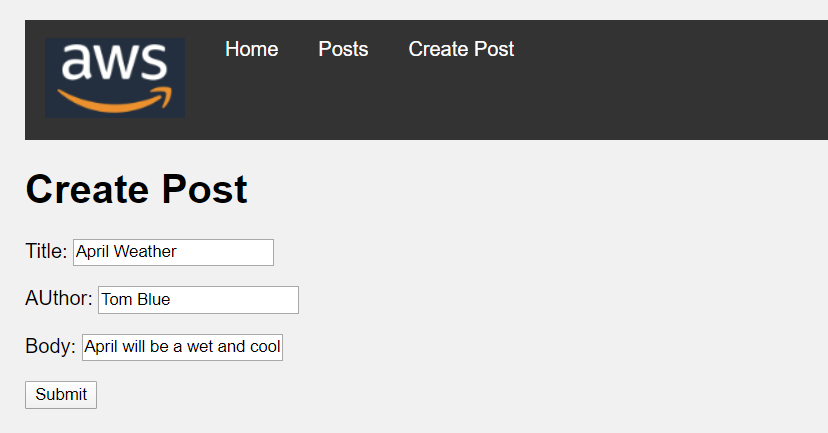 aws
Home Posts Create Post
Create Post
Title: April Weather
AUthor: Tom Blue
Body: April will be a wet and cool
Submit